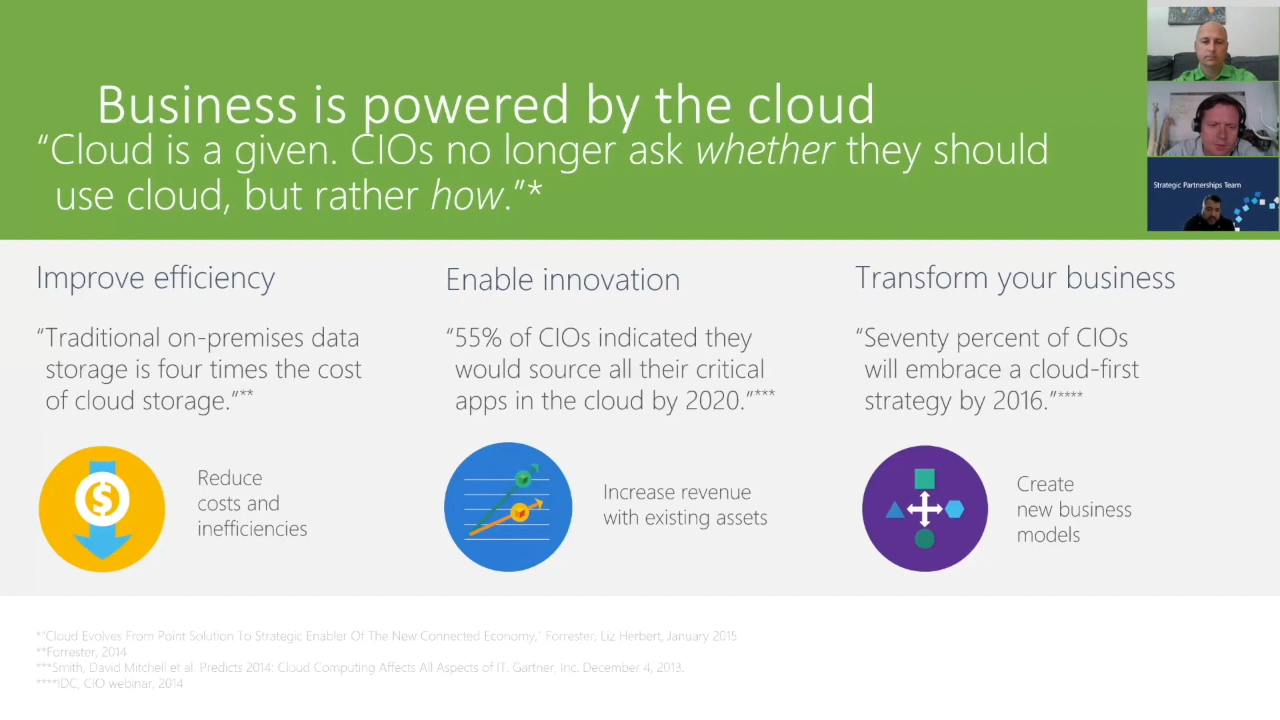 Business is powered by the cloud
“Cloud is a given. CIOs no longer ask whether they should
use cloud, but rather how.”*
Strategic Partnerships Team
Improve efficiency
“Traditional on-premises data
storage is four times the cost
of cloud storage.”**
Reduce
costs and
inefficiencies
Enable innovation
“55% of CIOs indicated they
would source all their critical
apps in the cloud by 2020.”***
Increase revenue
with existing assets
Transform your business
“Seventy percent of CIOs
will embrace a cloud-first
strategy by 2016.”****
Create
new business
models
*“Cloud Evolves From Point Solution To Strategic Enabler Of The New Connected Economy,” Forrester, Liz Herbert, January 2015
**Forrester, 2014
***Smith, David Mitchell et al. Predicts 2014: Cloud Computing Affects All Aspects of IT. Gartner, Inc. December 4, 2013.
****IDC, CIO webinar, 2014